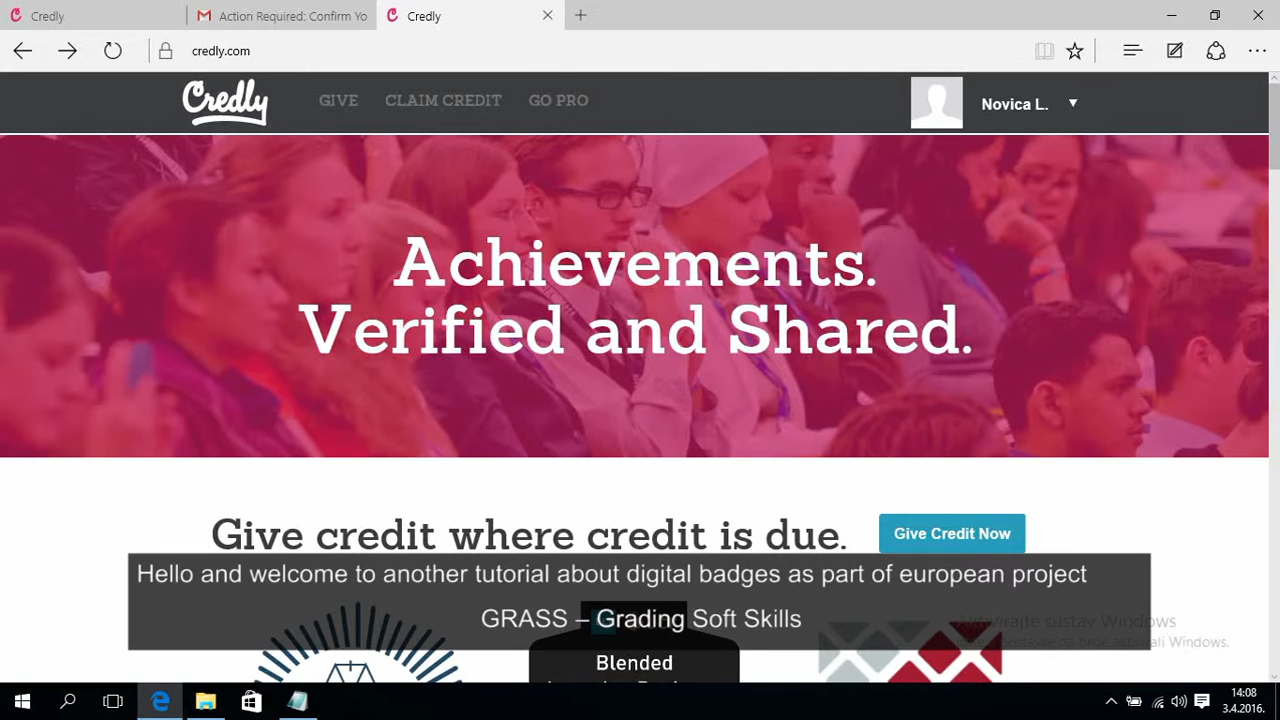 Credly
Action Required: Confirm Yo
Credly
credly.com
Credly
GIVE
CLAIM CREDIT
GO PRO
Novica L.
Achievements.
Verified and Shared.
Give credit where credit is due.
Give Credit Now
Hello and welcome to another tutorial about digital badges as part of european project
GRASS – Grading Soft Skills
Aktivirajte sustav Windows
Blended
14:08
3.4.2016.